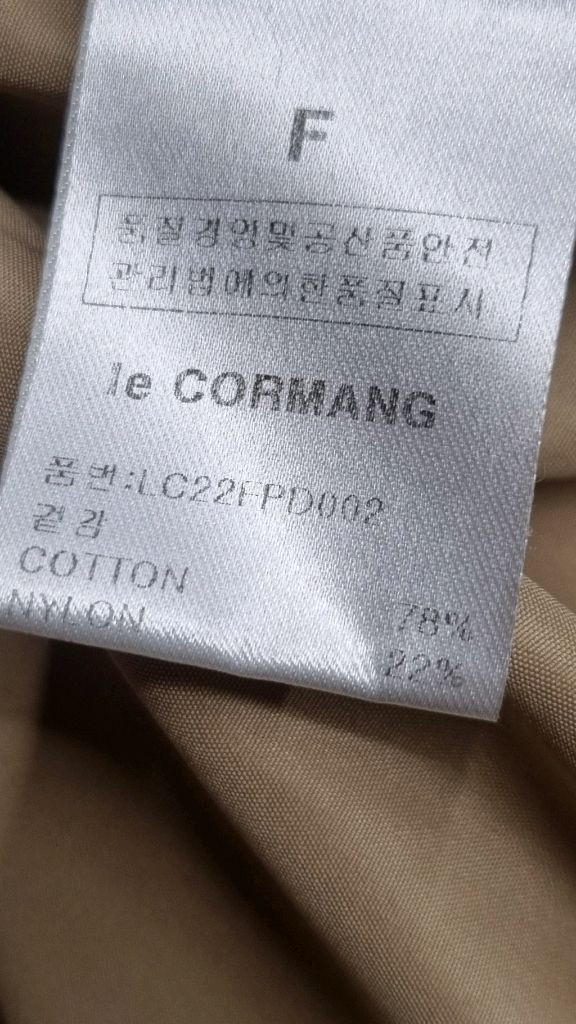 F
품질경영및공산품안전
관리법에의한품질표시
le CORMANG
품번:LC22FPD002
겉감
COTTON 78%
NYLON 22%